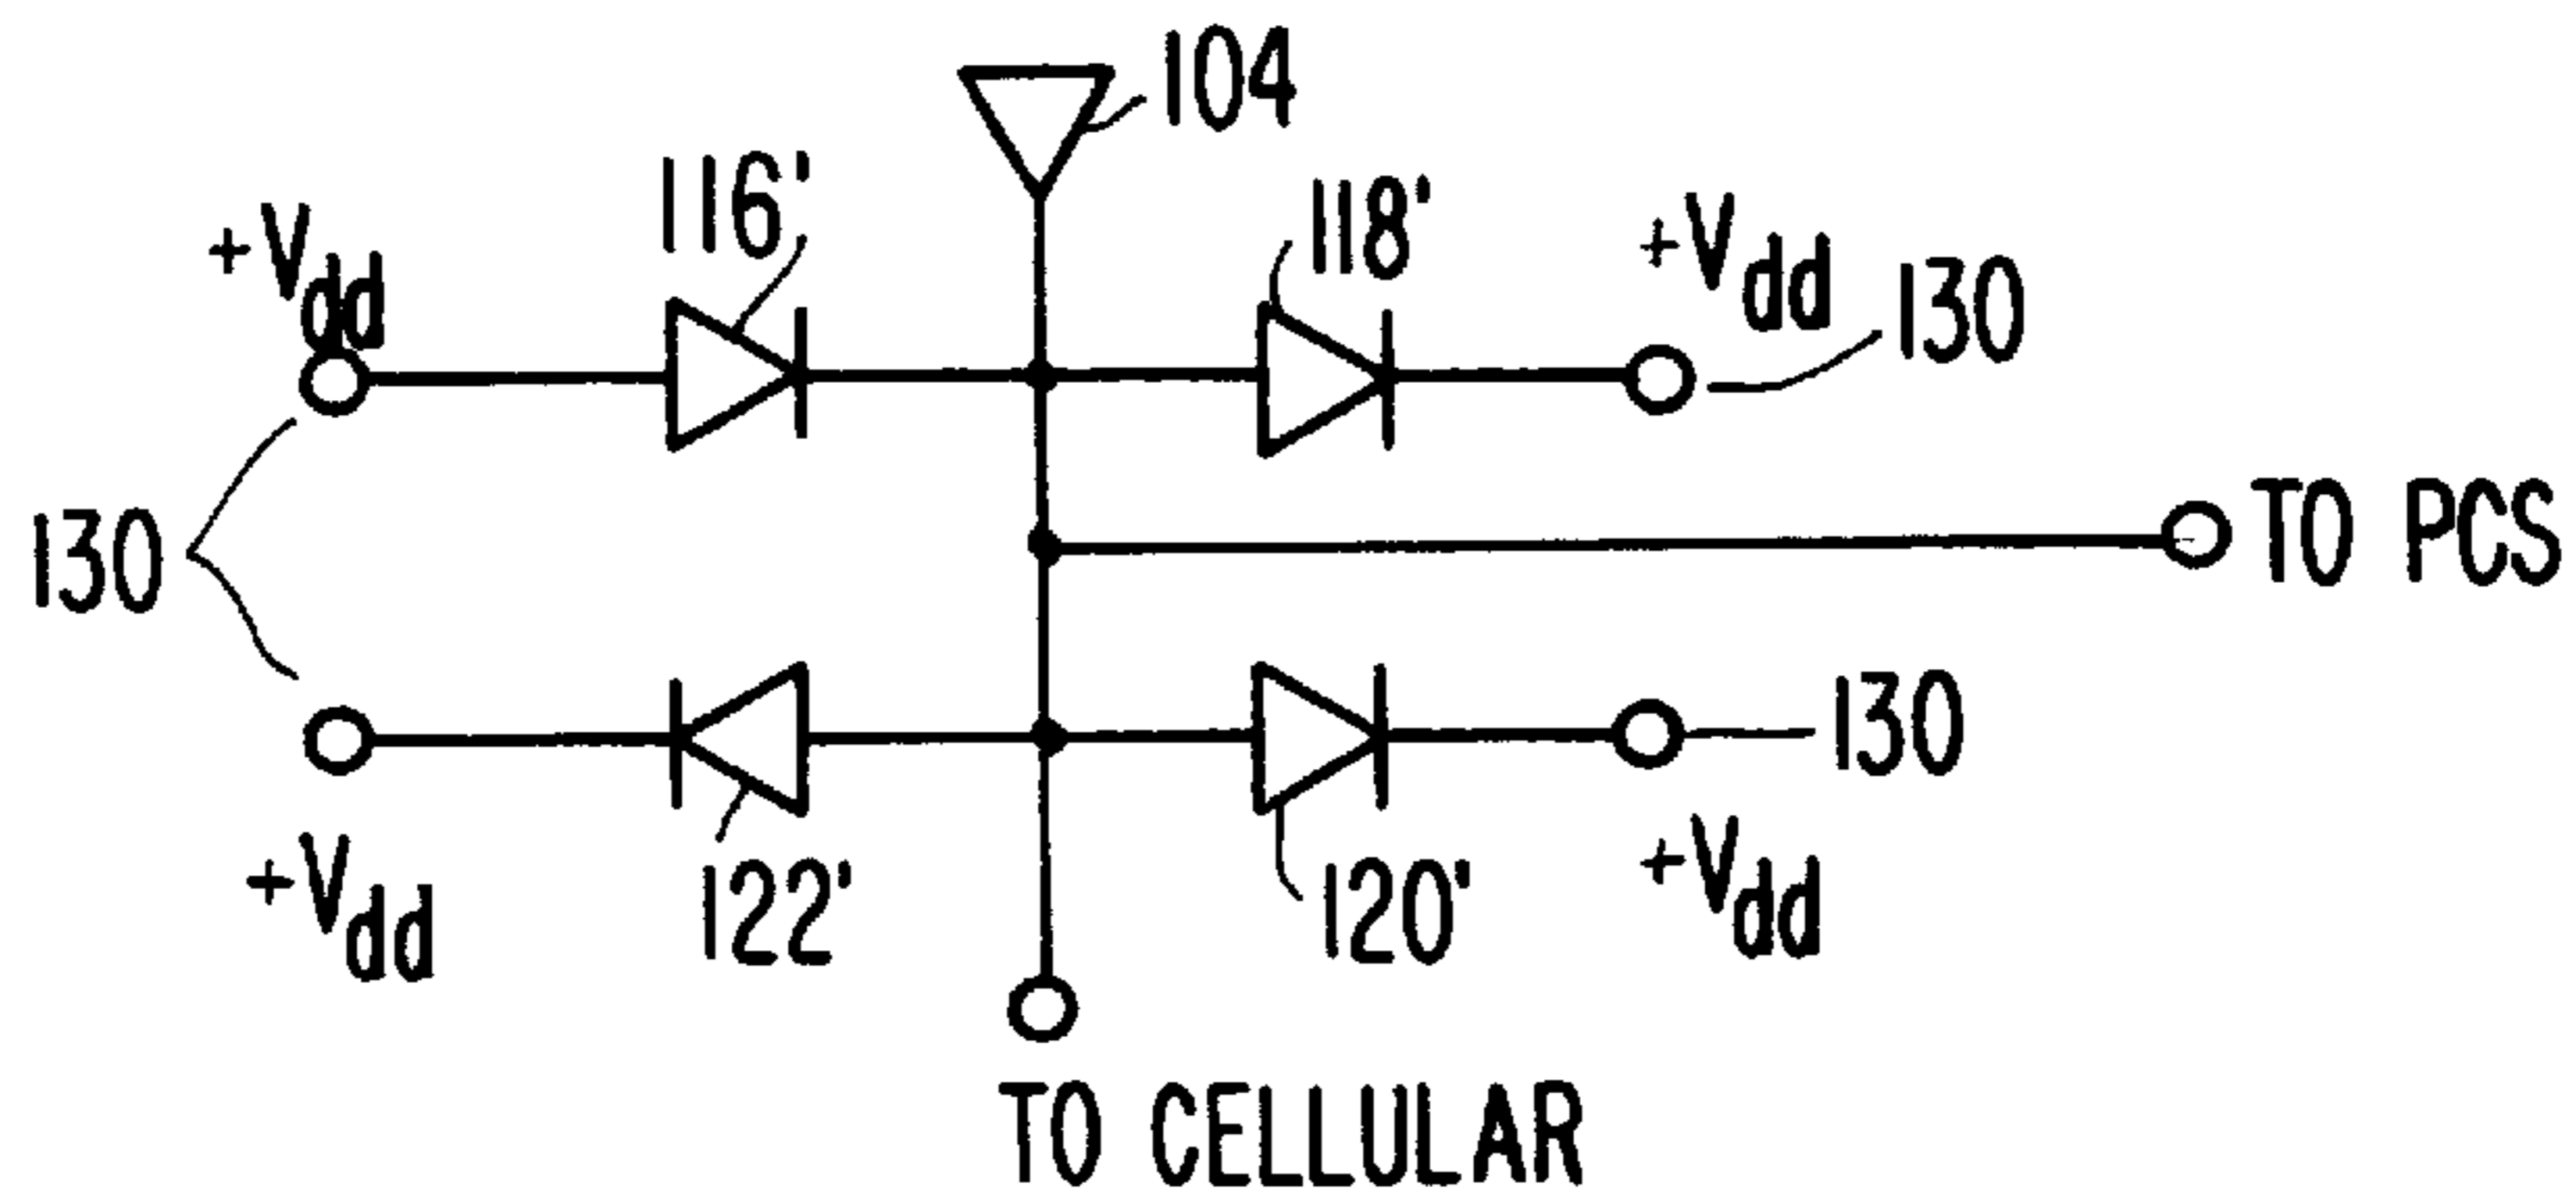 104
116'
118'
+Vdd
+Vdd
130
130
TO PCS
130
122'
120'
+Vdd
+Vdd
TO CELLULAR